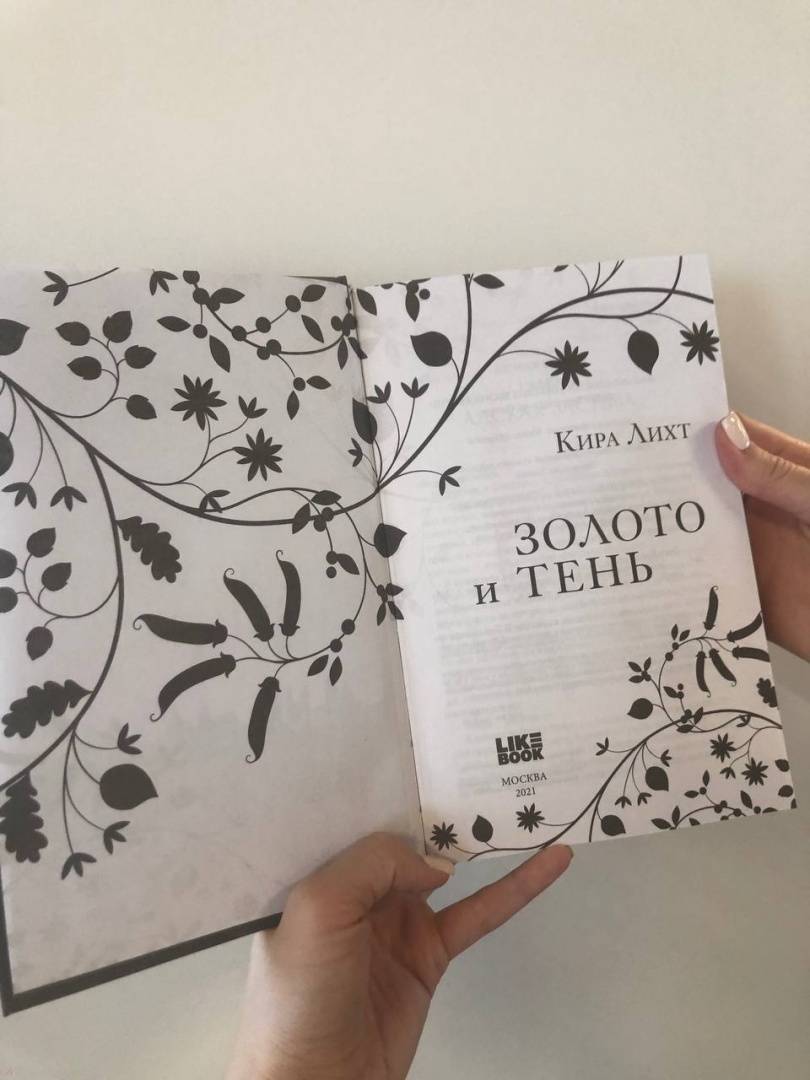 Кира Лихт
ЗОЛОТО
и ТЕНЬ
LIKE
BOOK
МОСКВА
2021